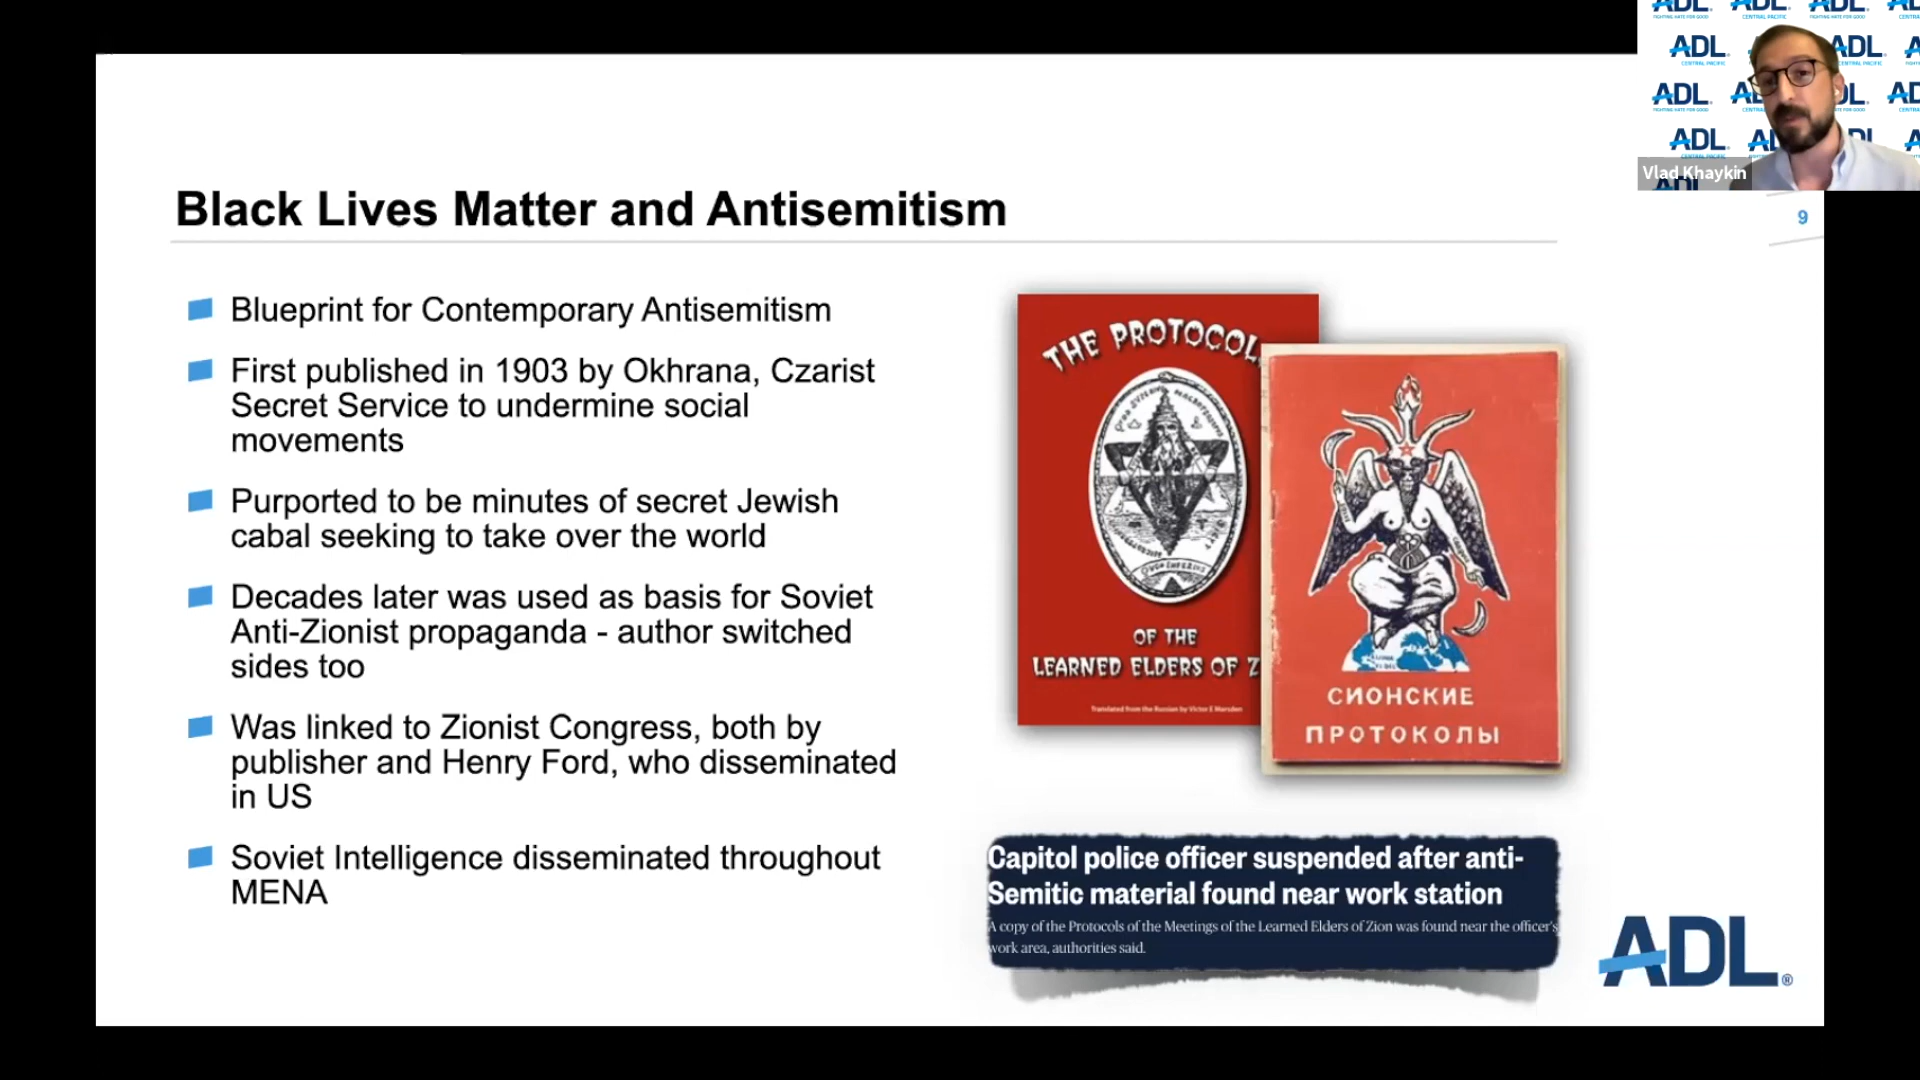 ADL
Vlad Khaykin
9
Black Lives Matter and Antisemitism
Blueprint for Contemporary Antisemitism
First published in 1903 by Okhrana, Czarist
Secret Service to undermine social
movements
Purported to be minutes of secret Jewish
cabal seeking to take over the world
Decades later was used as basis for Soviet
Anti-Zionist propaganda - author switched
sides too
Was linked to Zionist Congress, both by
publisher and Henry Ford, who disseminated
in US
Soviet Intelligence disseminated throughout
MENA
THE PROTOCOL
OF THE
LEARNED ELDERS OF Z
Translated from the Russian by Victor E Marsden
СИОНСКИЕ
ПРОТОКОЛЫ
Capitol police officer suspended after anti-
Semitic material found near work station
A copy of the Protocols of the Meetings of the Learned Elders of Zion was found near the officer's
work area, authorities said.
ADL®